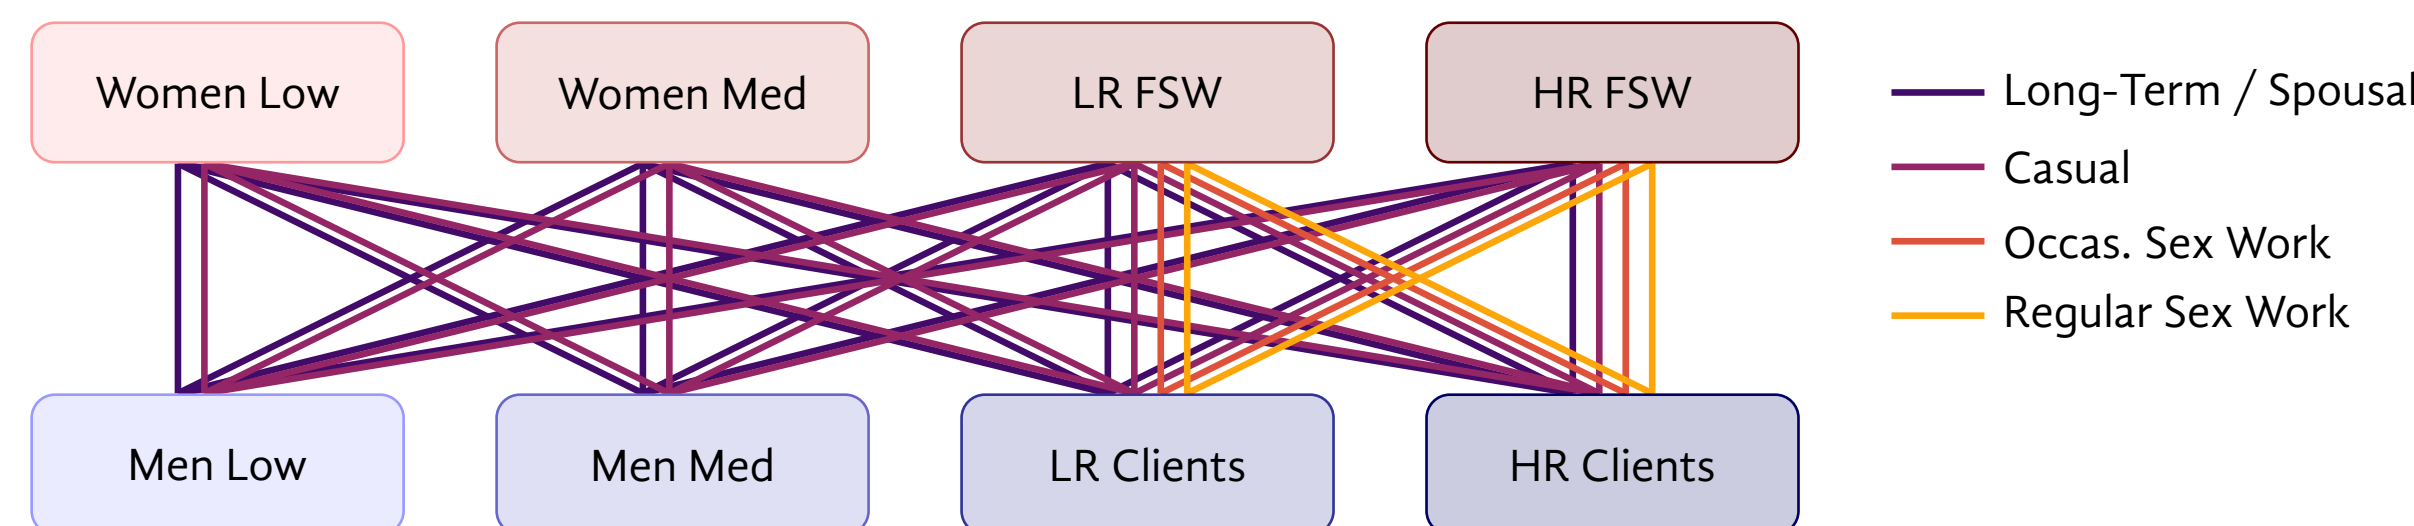 Women Low
Women Med
LR FSW
HR FSW
Long-Term / Spousal
Casual
Occas. Sex Work
Regular Sex Work
Men Low
Men Med
LR Clients
HR Clients